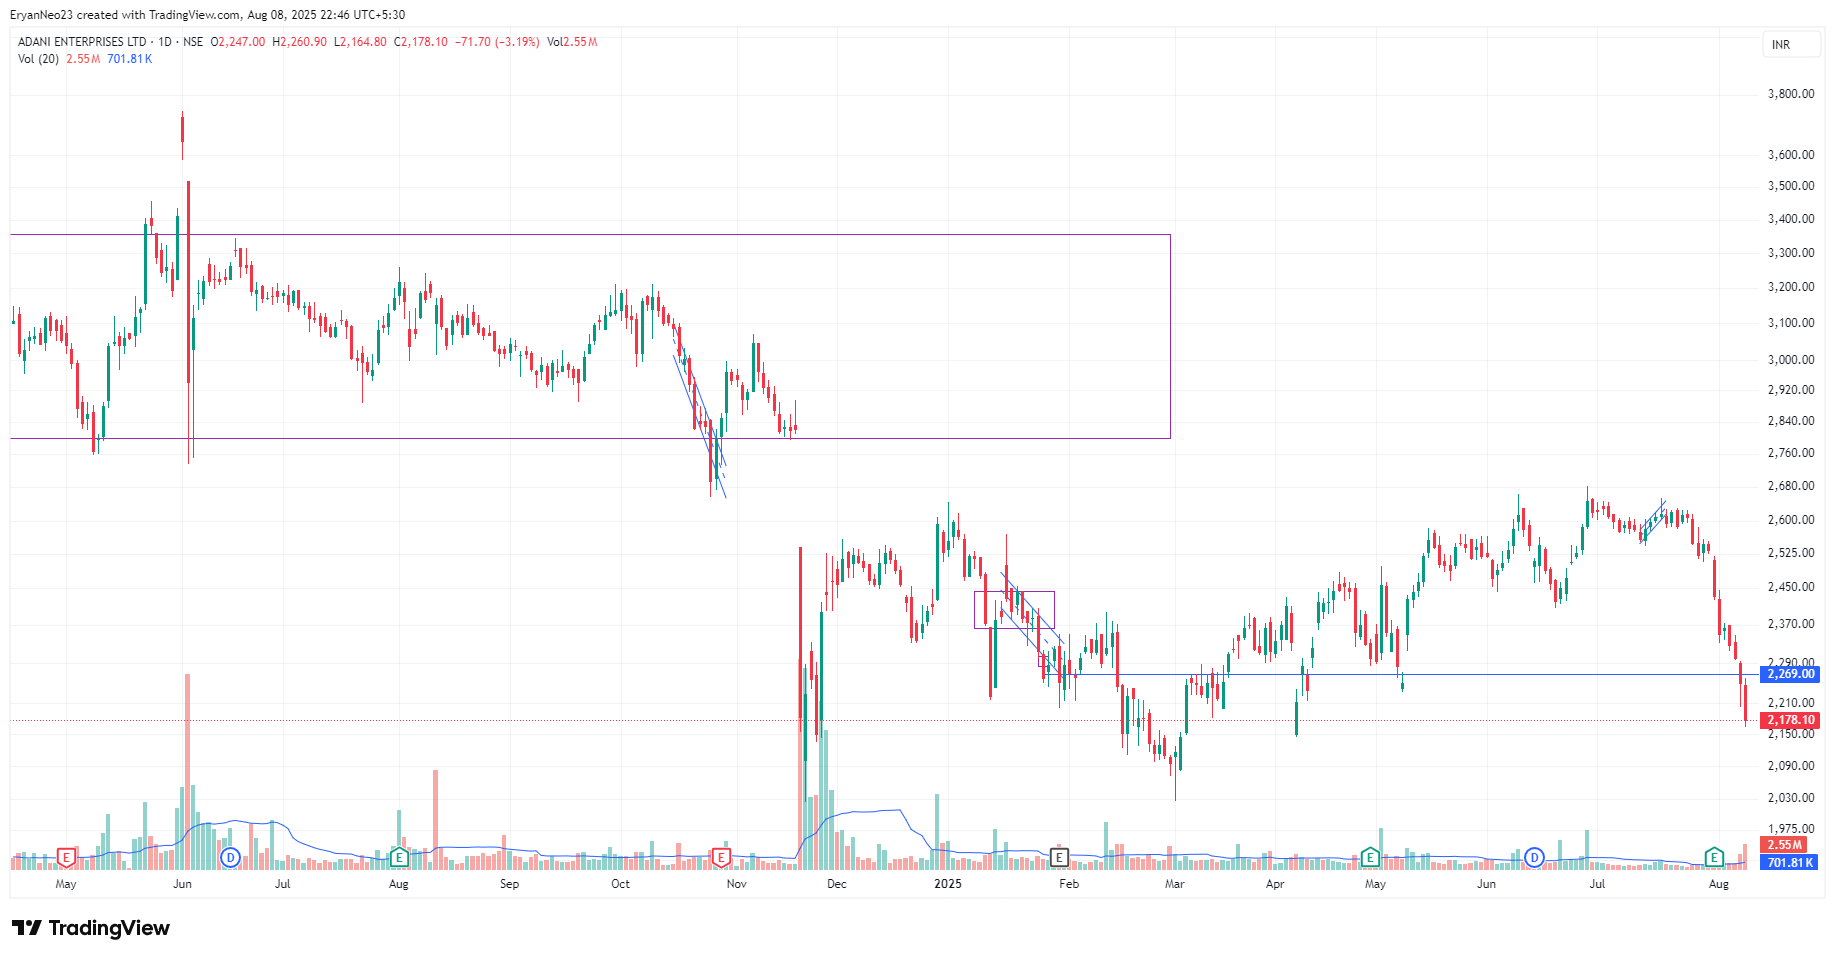 EryanNeo23 created with TradingView.com, Aug 08, 2025 22:46 UTC+5:30
ADANI ENTERPRISES LTD · 1D · NSE O2,247.00 H2,260.90 L2,164.80 C2,178.10 −71.70 (−3.19%) Vol2.55M
Vol (20) 2.55M 701.81K
INR
3,800.00
3,600.00
3,500.00
3,400.00
3,300.00
3,200.00
3,100.00
3,000.00
2,920.00
2,840.00
2,760.00
2,680.00
2,600.00
2,525.00
2,450.00
2,370.00
2,290.00
2,269.00
2,210.00
2,178.10
2,150.00
2,090.00
2,030.00
1,975.00
2.55M
701.81K
E D E E E E D E
May Jun Jul Aug Sep Oct Nov Dec 2025 Feb Mar Apr May Jun Jul Aug
TradingView